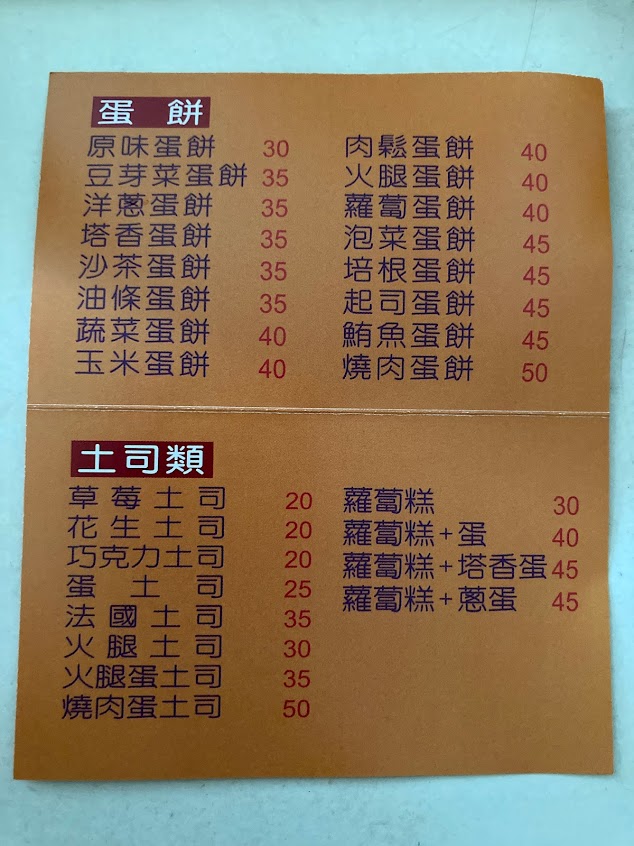 蛋餅
原味蛋餅 30
豆芽菜蛋餅 35
洋蔥蛋餅 35
塔香蛋餅 35
沙茶蛋餅 35
油條蛋餅 35
蔬菜蛋餅 40
玉米蛋餅 40
肉鬆蛋餅 40
火腿蛋餅 40
蘿蔔蛋餅 40
泡菜蛋餅 45
培根蛋餅 45
起司蛋餅 45
鮪魚蛋餅 45
燒肉蛋餅 50
土司類
草莓土司 20
花生土司 20
巧克力土司 20
蛋土司 25
法國土司 35
火腿土司 30
火腿蛋土司 35
燒肉蛋土司 50
蘿蔔糕 30
蘿蔔糕+蛋 40
蘿蔔糕+塔香蛋 45
蘿蔔糕+蔥蛋 45